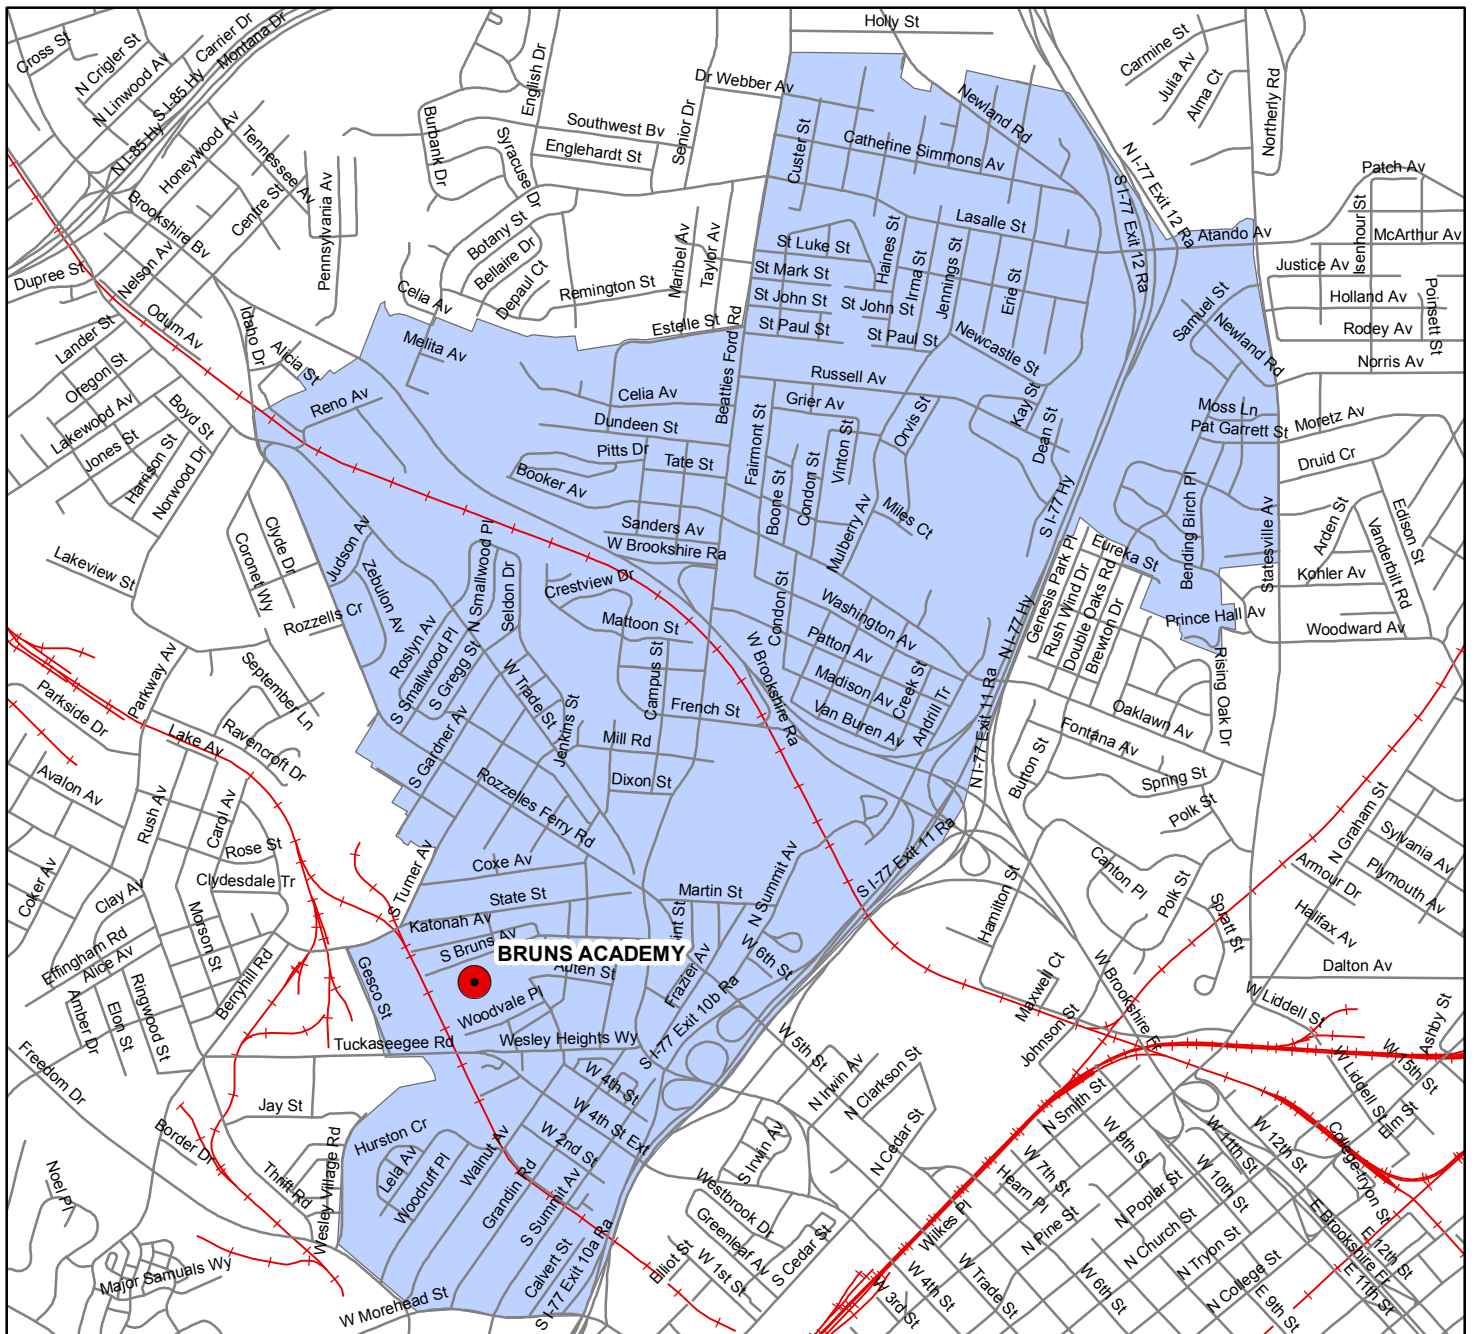 Holly St
Cross St
N Crigler St
Carrier Dr
Montana Dr
N Linwood Av
S I-85 Hy
N I-85 Hy
Honeywood Av
Tennessee Av
Pennsylvania Av
Centre St
Brookshire Bv
Nelson Av
Dupree St
Odum Av
Idaho Dr
Alicia St
Lander St
Oregon St
Lakewood Av
Jones St
Boyd St
Harrison St
Norwood Dr
Lakeview St
English Dr
Burbank Dr
Syracuse Dr
Southwest Bv
Englehardt St
Senior Dr
Dr Webber Av
Botany St
Bellaire Dr
Depaul Ct
Celia Av
Remington St
Maribel Av
Taylor Av
Estelle St
Melita Av
Beatties Ford Rd
Custer St
Catherine Simmons Av
Newland Rd
Carmine St
Julia Av
Alma Ct
Northerly Rd
N I-77 Exit 12 Ra
S I-77 Exit 12 Ra
Patch Av
Isenhour St
McArthur Av
Atando Av
Justice Av
Holland Av
Rodey Av
Poinsett St
Norris Av
Lasalle St
St Luke St
St Mark St
St John St
St Paul St
Haines St
Irma St
St John St
St Paul St
Jennings St
Erie St
Newcastle St
Samuel St
Newland Rd
Russell Av
Grier Av
Kay St
Dean St
Orvis St
Vinton St
Fairmont St
Boone St
Condon St
Mulberry Av
Miles Ct
Moss Ln
Pat Garrett St
Moretz Av
Druid Cr
Bending Birch Pl
Statesville Av
Arden St
Edison St
Vanderbilt Rd
Kohler Av
Woodward Av
Prince Hall Av
Eureka St
S I-77 Hy
N I-77 Hy
Genesis Park Pl
Rush Wind Dr
Double Oaks Rd
Brewton Dr
Rising Oak Dr
Oaklawn Av
Fontana Av
Burton St
Spring St
Polk St
Reno Av
Celia Av
Dundeen St
Pitts Dr
Tate St
Booker Av
Sanders Av
W Brookshire Ra
Crestview Dr
Mattoon St
Campus St
French St
Mill Rd
Dixon St
Condon St
Washington Av
Patton Av
Madison Av
Van Buren Av
Creek St
Andrill Tr
W Brookshire Ra
N I-77 Exit 11 Ra
S I-77 Exit 11 Ra
Clyde Dr
Coronet Wy
Judson Av
Zebulon Av
Rozzells Cr
September Ln
Roslyn Av
N Smallwood Pl
S Smallwood Pl
S Gregg St
Seldon Dr
W Trade St
Jenkins St
S Gardner Av
Rozzelles Ferry Rd
Parkway Av
Parkside Dr
Lake Av
Ravencroft Dr
Avalon Av
Rush Av
Carol Av
Rose St
Clydesdale Tr
Coker Av
Clay Av
Morson St
Effingham Rd
Alice Av
Amber Dr
Elon St
Ringwood St
Berryhill Rd
Gesco St
S Turner Av
Coxe Av
State St
Katonah Av
S Bruns Av
BRUNS ACADEMY
Auten St
Woodvale Pl
Tuckaseegee Rd
Wesley Heights Wy
Martin St
N Summit Av
Frazier Av
W 6th St
S I-77 Exit 10b Ra
W 5th St
W 4th St
W 4th St Ext
W 2nd St
Hurston Cr
Lela Av
Woodruff Pl
Walnut Av
Grandin Rd
S Summit Av
Calvert St
S I-77 Exit 10a Ra
W Morehead St
Wesley Village Rd
Thrift Rd
Jay St
Border Dr
Freedom Dr
Noel Pl
Major Samuals Wy
Hamilton St
Canton Pl
Polk St
Spratt St
N Graham St
Armour Dr
Sylvania Av
Plymouth Av
Halifax Av
Dalton Av
Maxwell Ct
Johnson St
W Brookshire Fr
W Liddell St
W Liddell St
W 15th St
Ashby St
Elm St
College-tryon St
N Irwin Av
N Clarkson St
N Cedar St
S Irwin Av
Westbrook Dr
Greenleaf Av
S Cedar St
Elliot St
W 1st St
N Smith St
W 9th St
W 7th St
Hearn Pl
Wilkes Pl
N Pine St
W Trade St
W 4th St
W 3rd St
W 6th St
N Poplar St
N Church St
N Tryon St
N College St
W 10th St
W 11th St
W 12th St
E Brookshire Fr
E 12th St
E 11th St
E 9th St